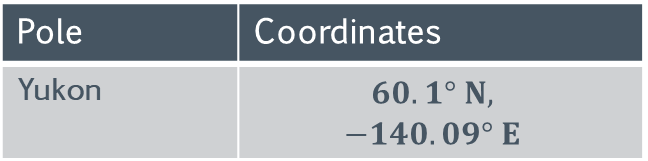 Pole Coordinates
Yukon 60.1° N,
−140.09° E